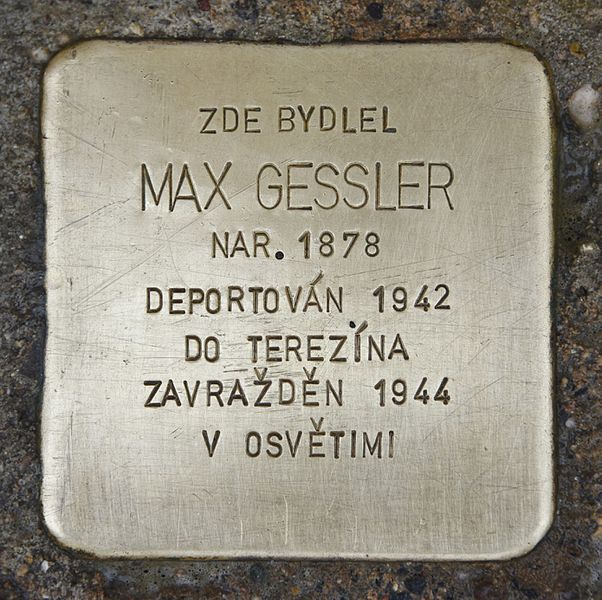 ZDE BYDLEL
MAX GESSLER
NAR. 1878
DEPORTOVÁN 1942
DO TEREZÍNA
ZAVRAŽDĚN 1944
V OSVĚTIMI